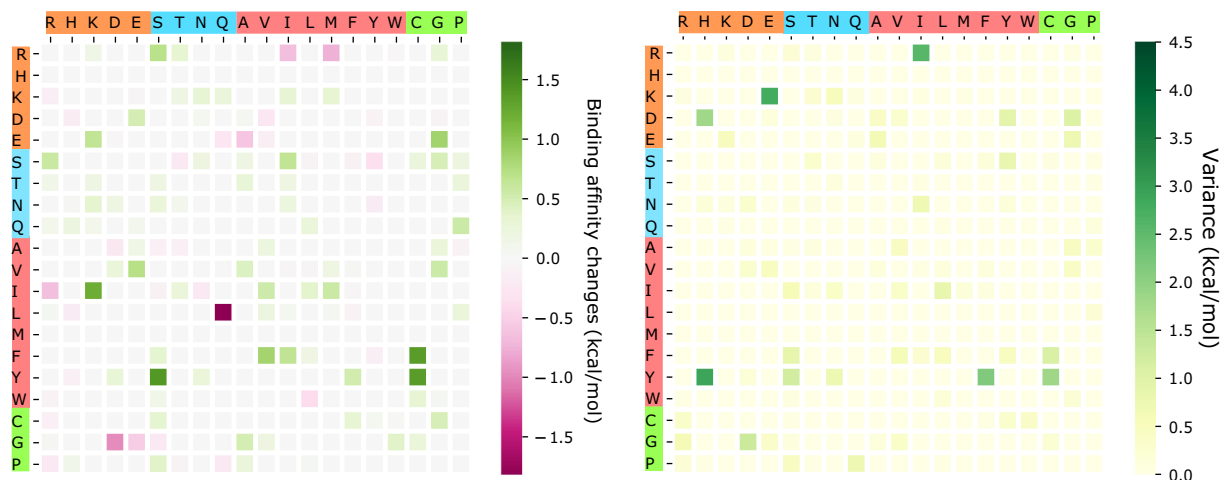 R H K D E S T N Q A V I L M F Y W C G P
R
H
K
D
E
S
T
N
Q
A
V
I
L
M
F
Y
W
C
G
P
1.5
1.0
0.5
0.0
−0.5
−1.0
−1.5
Binding affinity changes (kcal/mol)
R H K D E S T N Q A V I L M F Y W C G P
R
H
K
D
E
S
T
N
Q
A
V
I
L
M
F
Y
W
C
G
P
4.5
4.0
3.5
3.0
2.5
2.0
1.5
1.0
0.5
0.0
Variance (kcal/mol)